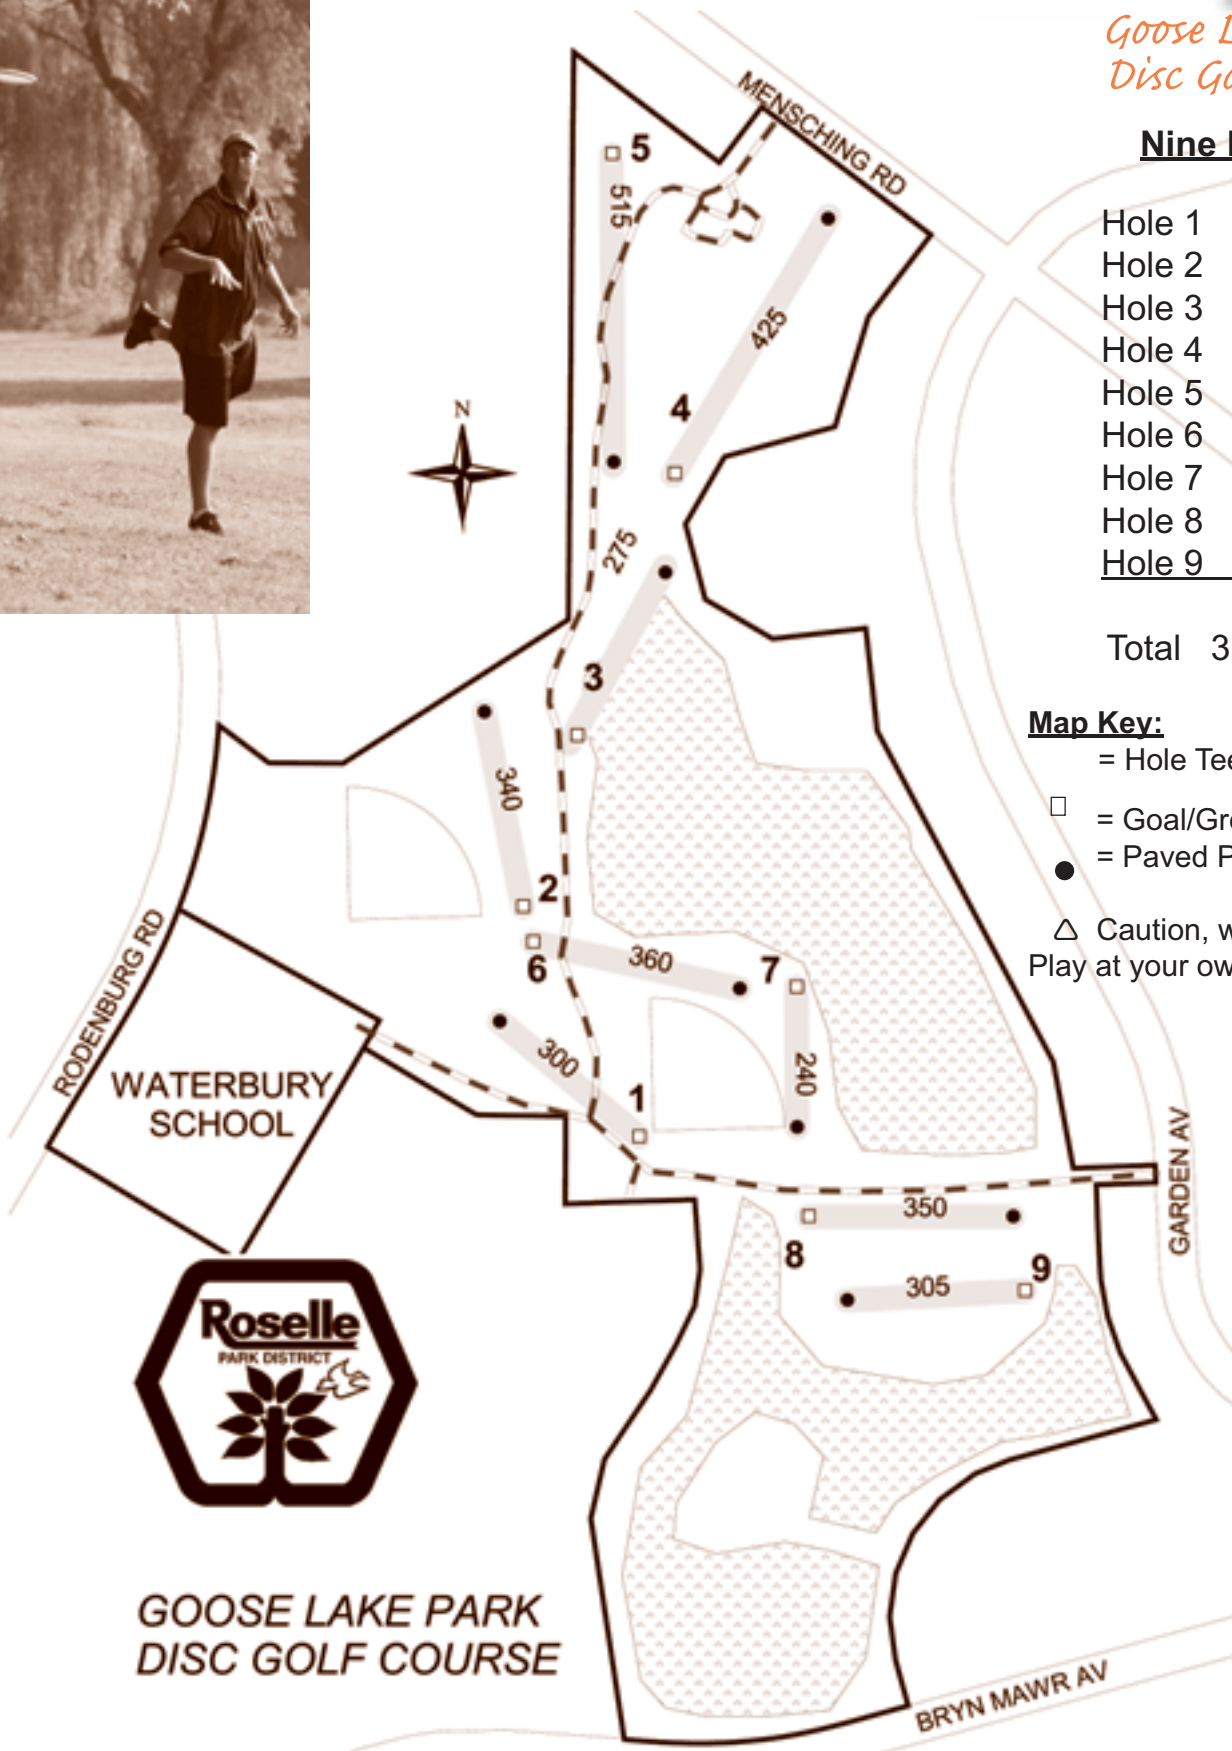 Goose L
Disc Go
Nine
Hole 1
Hole 2
Hole 3
Hole 4
Hole 5
Hole 6
Hole 7
Hole 8
Hole 9
Total 3
Map Key:
= Hole Tee
= Goal/Gre
= Paved P
Caution, w
Play at your ow
MENSCHING RD
5
515
425
N
4
275
3
340
2
6
360
7
RODENBURG RD
300
240
WATERBURY
SCHOOL
1
GARDEN AV
350
8
9
305
Roselle
PARK DISTRICT
GOOSE LAKE PARK
DISC GOLF COURSE
BRYN MAWR AV